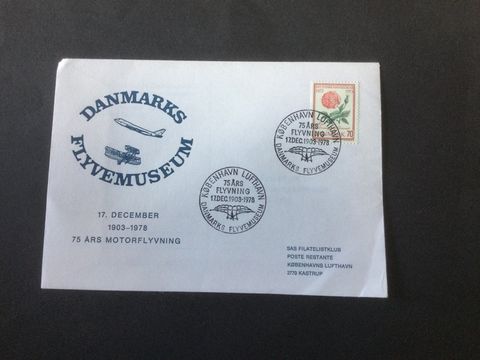 DANMARKS
FLYVEMUSEUM
17. DECEMBER
1903-1978
75 ÅRS MOTORFLYVNING
KØBENHAVN LUFTHAVN
75 ÅRS
FLYVNING
17.DEC.1903-1978
DANMARKS FLYVEMUSEUM
KØBENHAVN LUFTHAVN
75 ÅRS
FLYVNING
17.DEC.1903-1978
DANMARKS FLYVEMUSEUM
70
SAS FILATELISTKLUB
POSTE RESTANTE
KØBENHAVNS LUFTHAVN
2770 KASTRUP